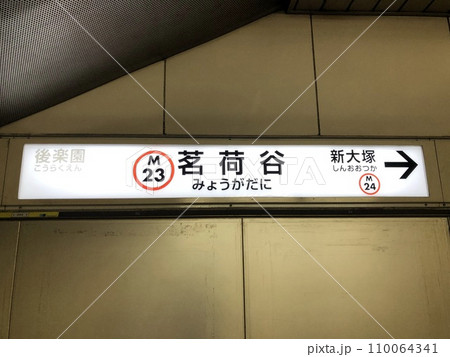 後楽園
こうらくえん
M
23
茗荷谷
みょうがだに
新大塚
しんおおつか
M
24
PIXTA
pixta.jp - 110064341